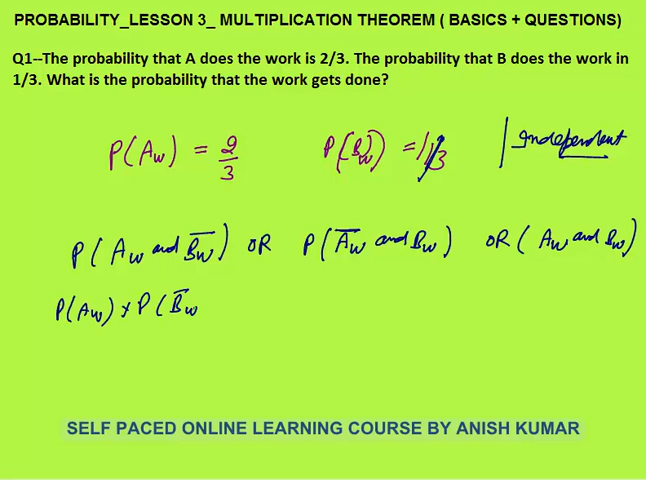 PROBABILITY_LESSON 3_ MULTIPLICATION THEOREM ( BASICS + QUESTIONS)
Q1--The probability that A does the work is 2/3. The probability that B does the work in
1/3. What is the probability that the work gets done?
P(Aw) = 2/3 P(Bw) = 1/3 | Independent
P(Aw and B̅w) OR P(A̅w and Bw) OR (Aw and Bw)
P(Aw) x P(B̅w
SELF PACED ONLINE LEARNING COURSE BY ANISH KUMAR